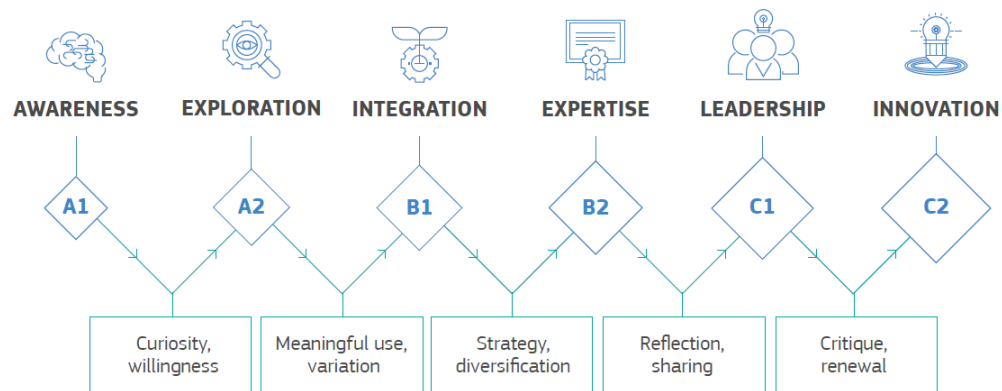 AWARENESS EXPLORATION INTEGRATION EXPERTISE LEADERSHIP INNOVATION
A1 A2 B1 B2 C1 C2
Curiosity,
willingness
Meaningful use,
variation
Strategy,
diversification
Reflection,
sharing
Critique,
renewal